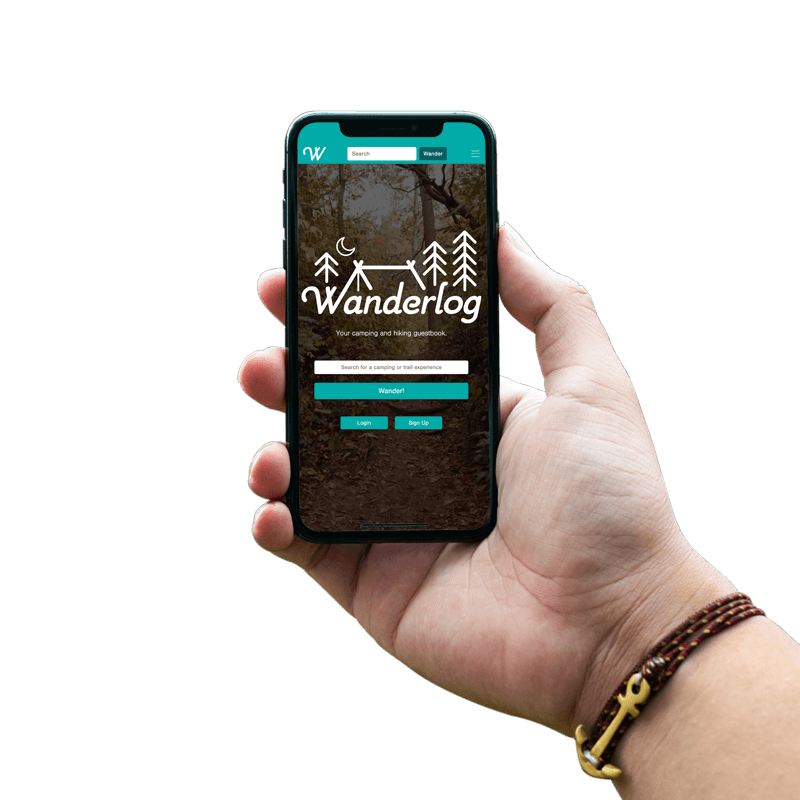 W Search Wander
Wanderlog
Your camping and hiking guestbook.
Search for a camping or trail experience
Wander!
Login Sign Up